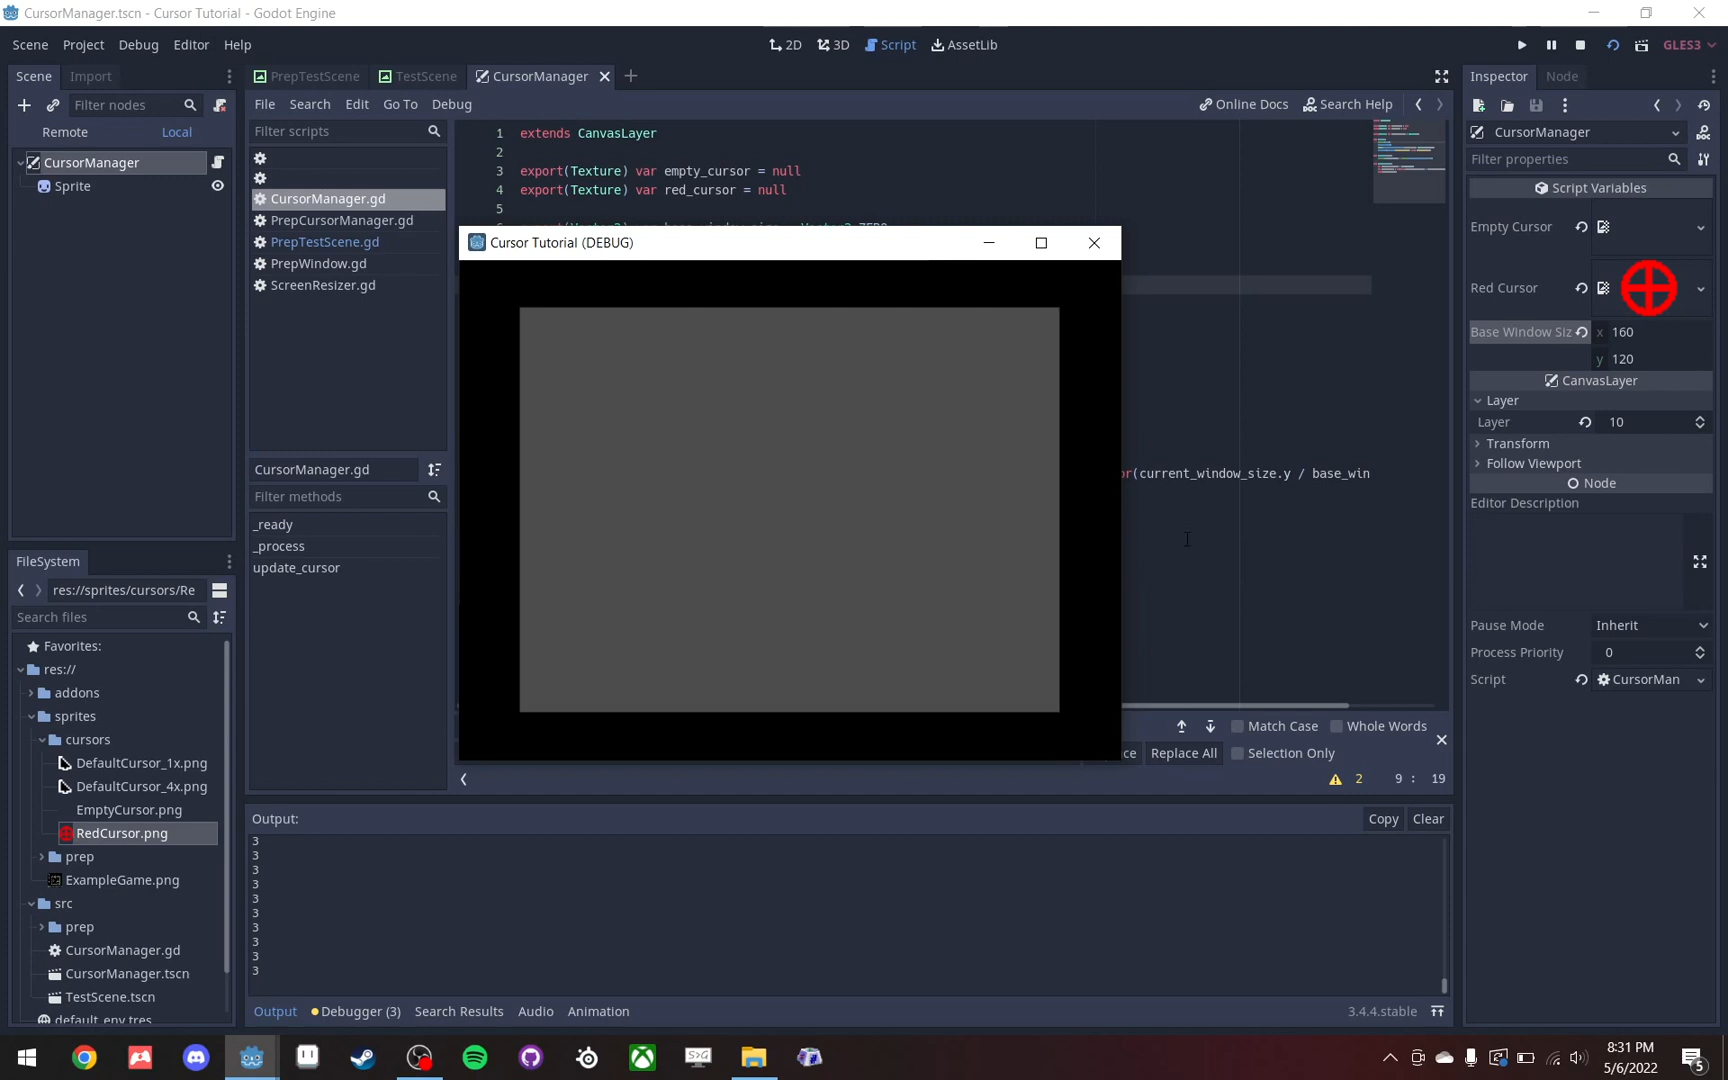 CursorManager.tscn - Cursor Tutorial - Godot Engine
Scene Project Debug Editor Help
2D 3D Script AssetLib
GLES3
Scene Import
PrepTestScene TestScene CursorManager
Inspector Node
Filter nodes
File Search Edit Go To Debug
Online Docs Search Help
Remote Local
Filter scripts
CursorManager
Sprite
CursorManager.gd
PrepCursorManager.gd
PrepTestScene.gd
PrepWindow.gd
ScreenResizer.gd
CursorManager.gd
Filter methods
_ready
_process
update_cursor
1 extends CanvasLayer
2
3 export(Texture) var empty_cursor = null
4 export(Texture) var red_cursor = null
5
Cursor Tutorial (DEBUG)
(current_window_size.y / base_win
Match Case Whole Words
Replace All Selection Only
2 9 : 19
CursorManager
Filter properties
Script Variables
Empty Cursor
Red Cursor
Base Window Siz x 160
y 120
CanvasLayer
Layer
Layer 10
Transform
Follow Viewport
Node
Editor Description
Pause Mode Inherit
Process Priority 0
Script CursorMan
FileSystem
res://sprites/cursors/Re
Search files
Favorites:
res://
addons
sprites
cursors
DefaultCursor_1x.png
DefaultCursor_4x.png
EmptyCursor.png
RedCursor.png
prep
ExampleGame.png
src
prep
CursorManager.gd
CursorManager.tscn
TestScene.tscn
default_env.tres
Output: Copy Clear
3
3
3
3
3
3
3
3
3
3
Output Debugger (3) Search Results Audio Animation 3.4.4.stable
8:31 PM
5/6/2022
5